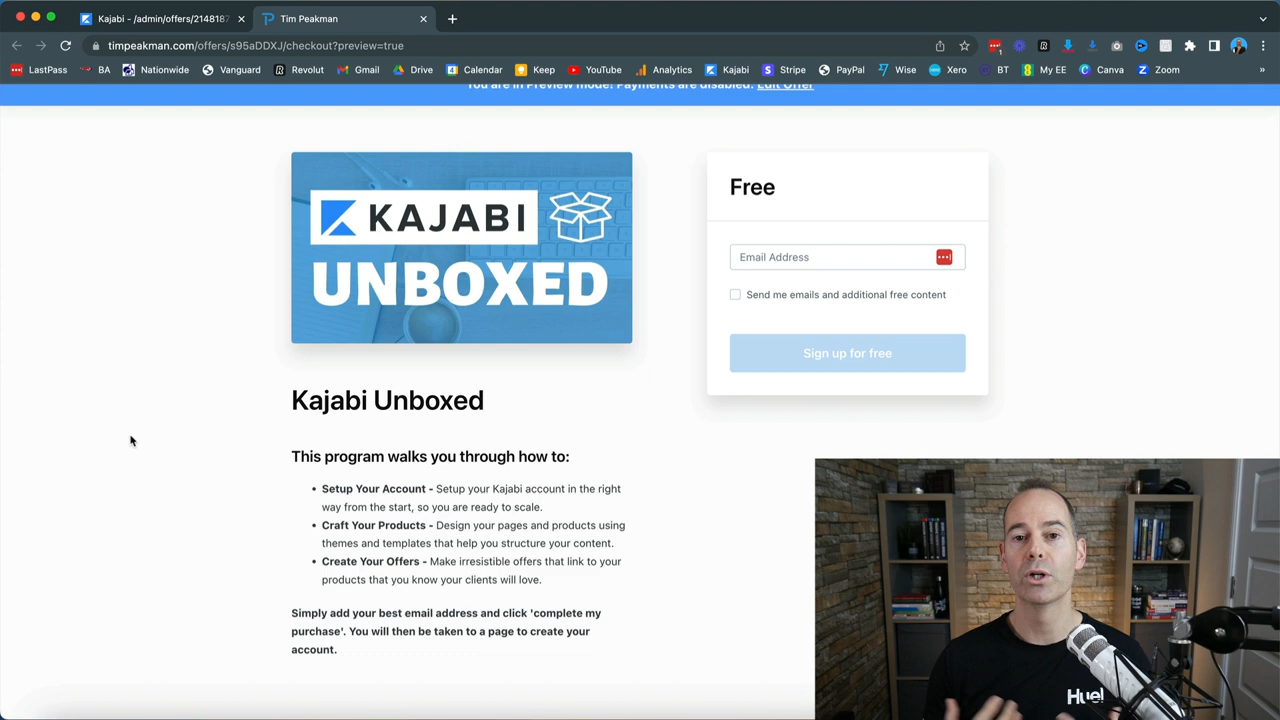 Kajabi - /admin/offers/2148187
Tim Peakman
timpeakman.com/offers/s95aDDXJ/checkout?preview=true
LastPass
BA
Nationwide
Vanguard
Revolut
Gmail
Drive
Calendar
Keep
YouTube
Analytics
Kajabi
Stripe
PayPal
Wise
Xero
BT
My EE
Canva
Zoom
You are in Preview mode! Payments are disabled. Edit Offer
KAJABI
UNBOXED
Free
Email Address
Send me emails and additional free content
Sign up for free
Kajabi Unboxed
This program walks you through how to:
• Setup Your Account - Setup your Kajabi account in the right
way from the start, so you are ready to scale.
• Craft Your Products - Design your pages and products using
themes and templates that help you structure your content.
• Create Your Offers - Make irresistible offers that link to your
products that you know your clients will love.
Simply add your best email address and click 'complete my
purchase'. You will then be taken to a page to create your
account.
Huel